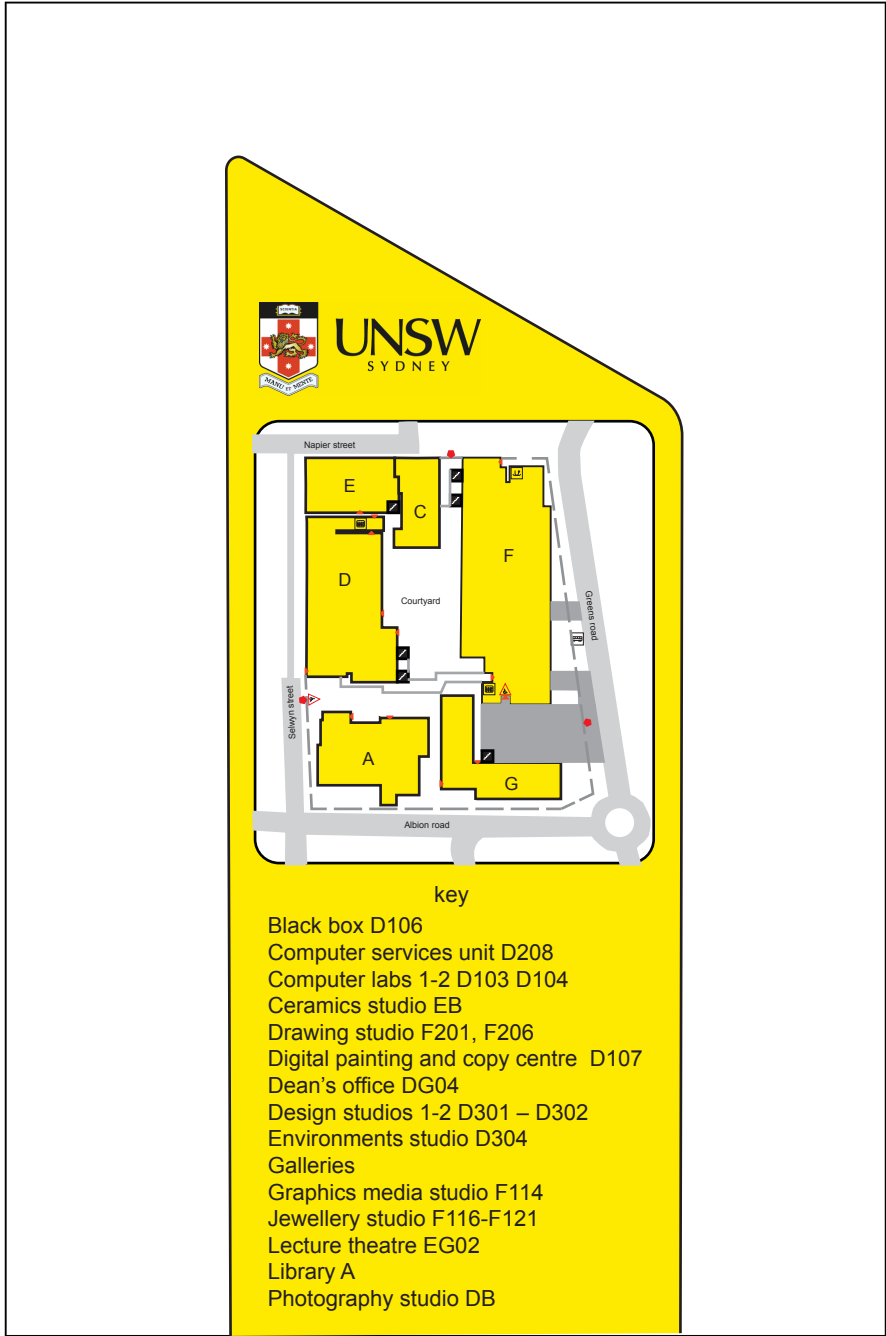 SCIENTIA
MANU ET MENTE
UNSW
SYDNEY
Napier street
E
C
D
F
Courtyard
Greens road
Selwyn street
A
G
Albion road
key
Black box D106
Computer services unit D208
Computer labs 1-2 D103 D104
Ceramics studio EB
Drawing studio F201, F206
Digital painting and copy centre  D107
Dean’s office DG04
Design studios 1-2 D301 – D302
Environments studio D304
Galleries
Graphics media studio F114
Jewellery studio F116-F121
Lecture theatre EG02
Library A
Photography studio DB